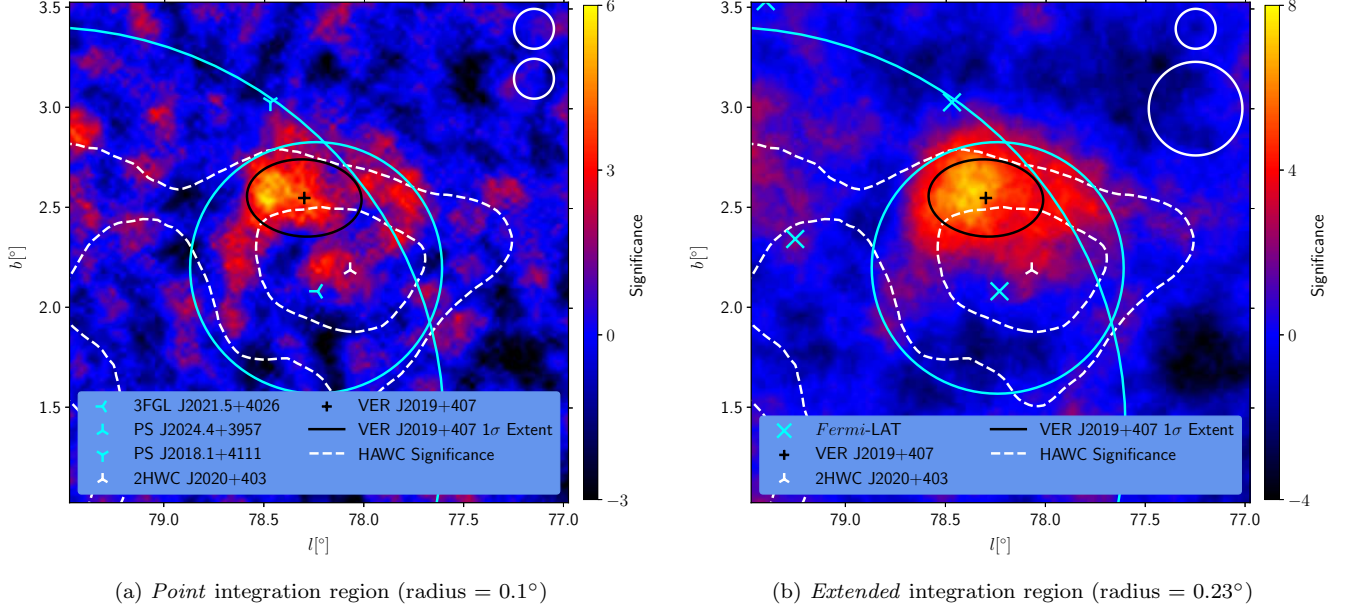 3.5
3.0
2.5
2.0
1.5
b[°]
79.0 78.5 78.0 77.5 77.0
l[°]
6
3
0
−3
Significance
3FGL J2021.5+4026
PS J2024.4+3957
PS J2018.1+4111
2HWC J2020+403
VER J2019+407
VER J2019+407 1σ Extent
HAWC Significance
(a) Point integration region (radius = 0.1°)
3.5
3.0
2.5
2.0
1.5
b[°]
79.0 78.5 78.0 77.5 77.0
l[°]
8
4
0
−4
Significance
Fermi-LAT
VER J2019+407
2HWC J2020+403
VER J2019+407 1σ Extent
HAWC Significance
(b) Extended integration region (radius = 0.23°)